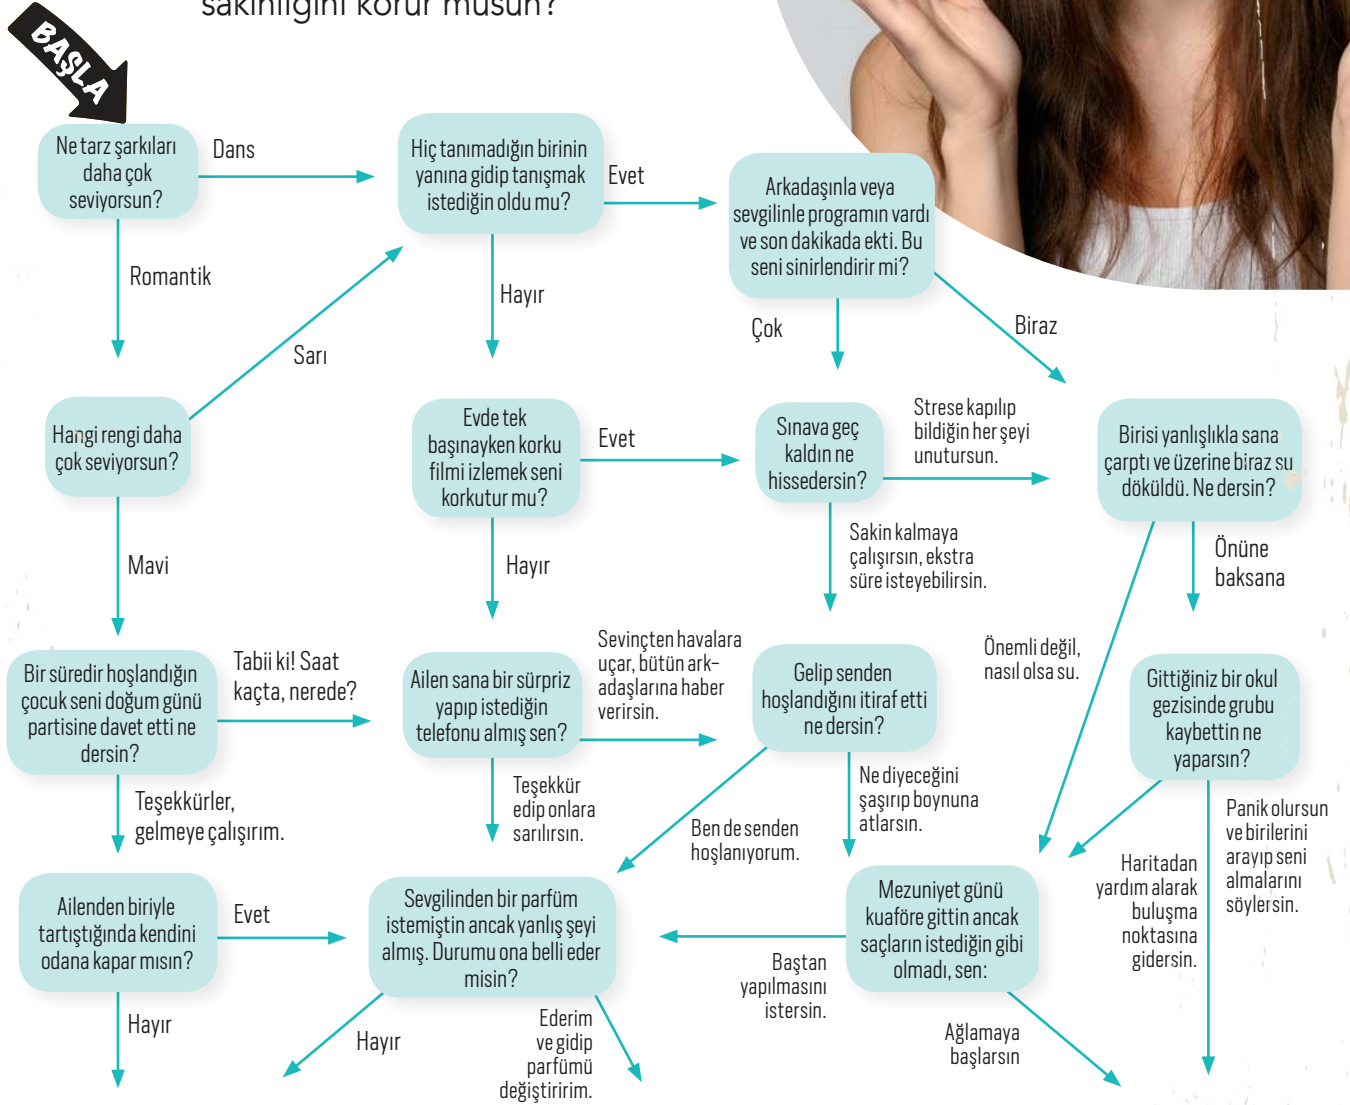 sakinliğini korur musun?
BAŞLA
Ne tarz şarkıları
daha çok
seviyorsun?
Dans
Romantik
Hiç tanımadığın birinin
yanına gidip tanışmak
istediğin oldu mu?
Evet
Hayır
Arkadaşınla veya
sevgilinle programın vardı
ve son dakikada ekti. Bu
seni sinirlendirir mi?
Çok
Biraz
Sarı
Hangi rengi daha
çok seviyorsun?
Mavi
Evde tek
başınayken korku
filmi izlemek seni
korkutur mu?
Evet
Hayır
Sınava geç
kaldın ne
hissedersin?
Strese kapılıp
bildiğin her şeyi
unutursun.
Sakin kalmaya
çalışırsın, ekstra
süre isteyebilirsin.
Birisi yanlışlıkla sana
çarptı ve üzerine biraz su
döküldü. Ne dersin?
Önüne
baksana
Önemli değil,
nasıl olsa su.
Bir süredir hoşlandığın
çocuk seni doğum günü
partisine davet etti ne
dersin?
Tabii ki! Saat
kaçta, nerede?
Teşekkürler,
gelmeye çalışırım.
Ailen sana bir sürpriz
yapıp istediğin
telefonu almış sen?
Sevinçten havalara
uçar, bütün ark-
adaşlarına haber
verirsin.
Teşekkür
edip onlara
sarılırsın.
Gelip senden
hoşlandığını itiraf etti
ne dersin?
Ben de senden
hoşlanıyorum.
Ne diyeceğini
şaşırıp boynuna
atlarsın.
Gittiğiniz bir okul
gezisinde grubu
kaybettin ne
yaparsın?
Haritadan
yardım alarak
buluşma
noktasına
gidersin.
Panik olursun
ve birilerini
arayıp seni
almalarını
söylersin.
Ailenden biriyle
tartıştığında kendini
odana kapar mısın?
Evet
Hayır
Sevgilinden bir parfüm
istemiştin ancak yanlış şeyi
almış. Durumu ona belli eder
misin?
Hayır
Ederim
ve gidip
parfümü
değiştiririm.
Mezuniyet günü
kuaföre gittin ancak
saçların istediğin gibi
olmadı, sen:
Baştan
yapılmasını
istersin.
Ağlamaya
başlarsın